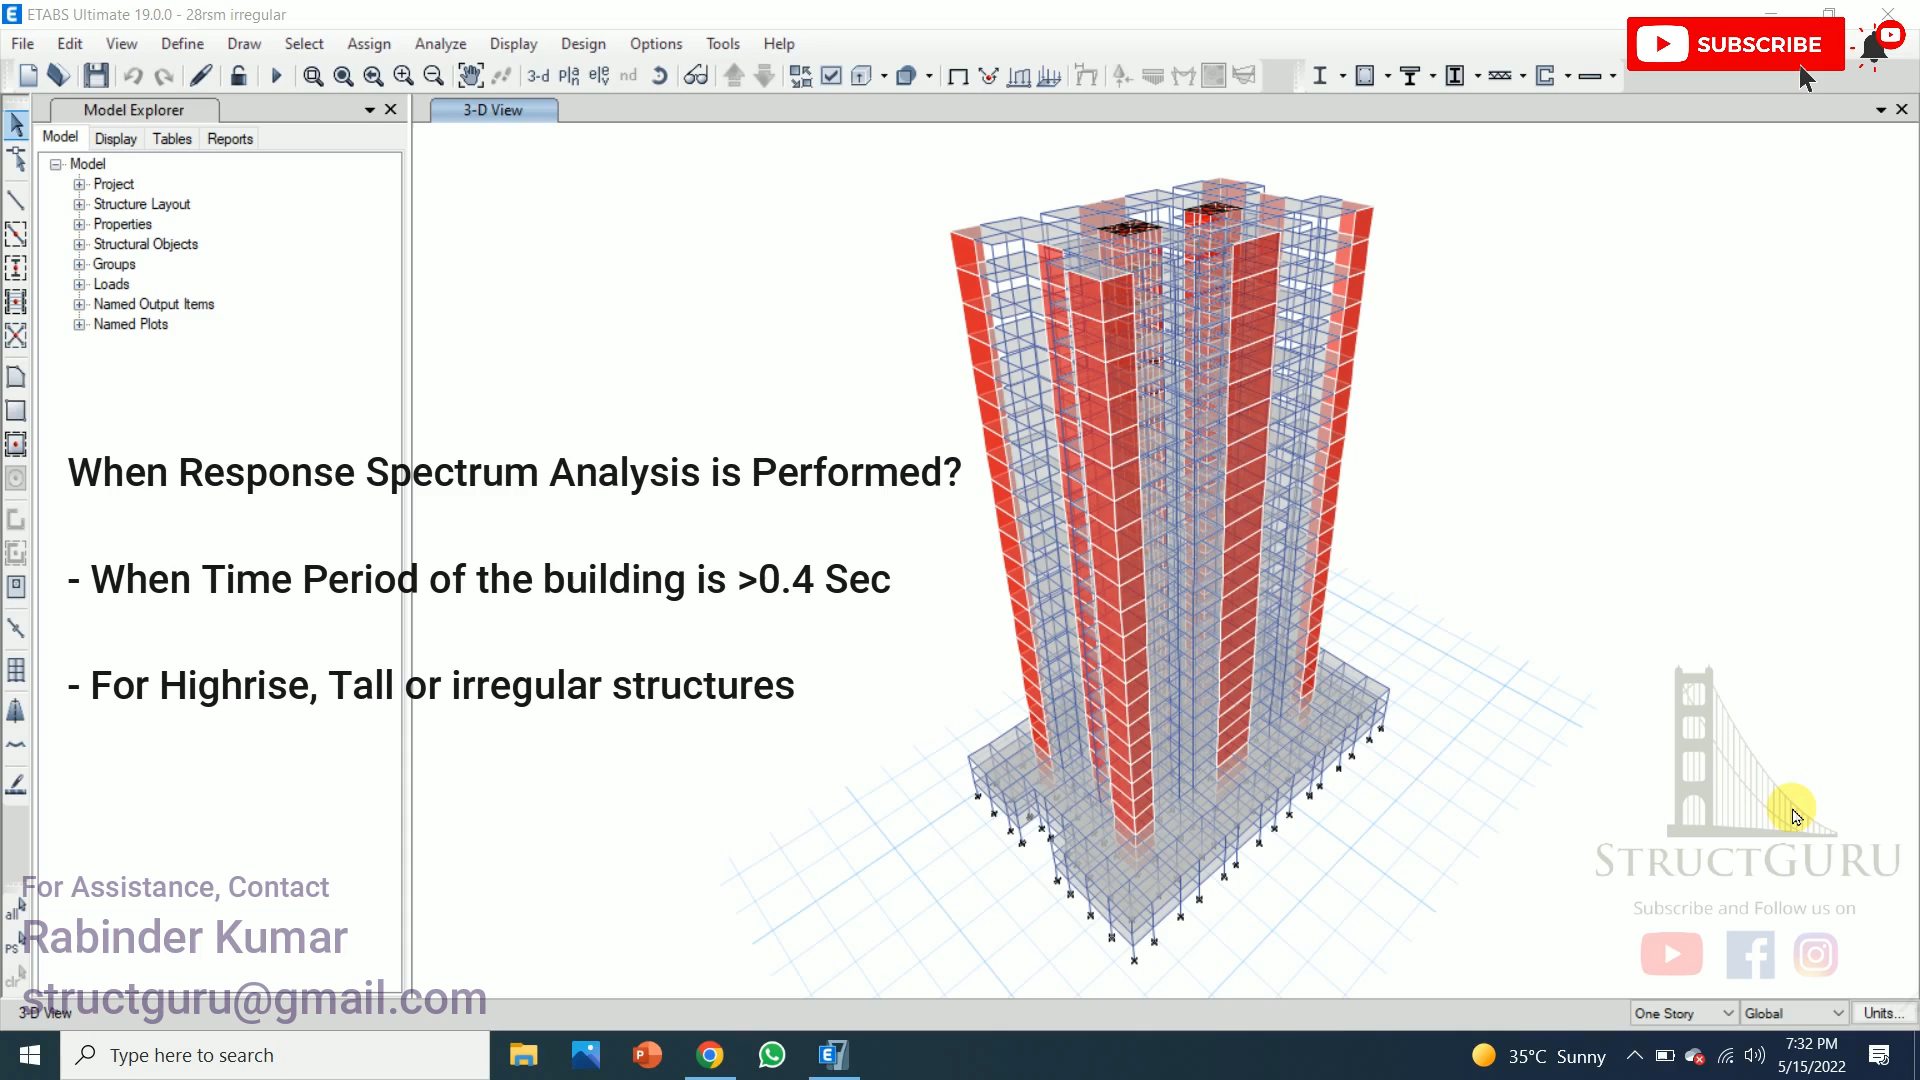 ETABS Ultimate 19.0.0 - 28rsm irregular
File Edit View Define Draw Select Assign Analyze Display Design Options Tools Help
SUBSCRIBE
3-d
nd
Model Explorer
3-D View
Model Display Tables Reports
Model
Project
Structure Layout
Properties
Structural Objects
Groups
Loads
Named Output Items
Named Plots
When Response Spectrum Analysis is Performed?
- When Time Period of the building is >0.4 Sec
- For Highrise, Tall or irregular structures
STRUCTGURU
Subscribe and Follow us on
For Assistance, Contact
all
Rabinder Kumar
PS
clr
structguru@gmail.com
3-D View
One Story Global Units...
Type here to search
35°C Sunny
7:32 PM
5/15/2022